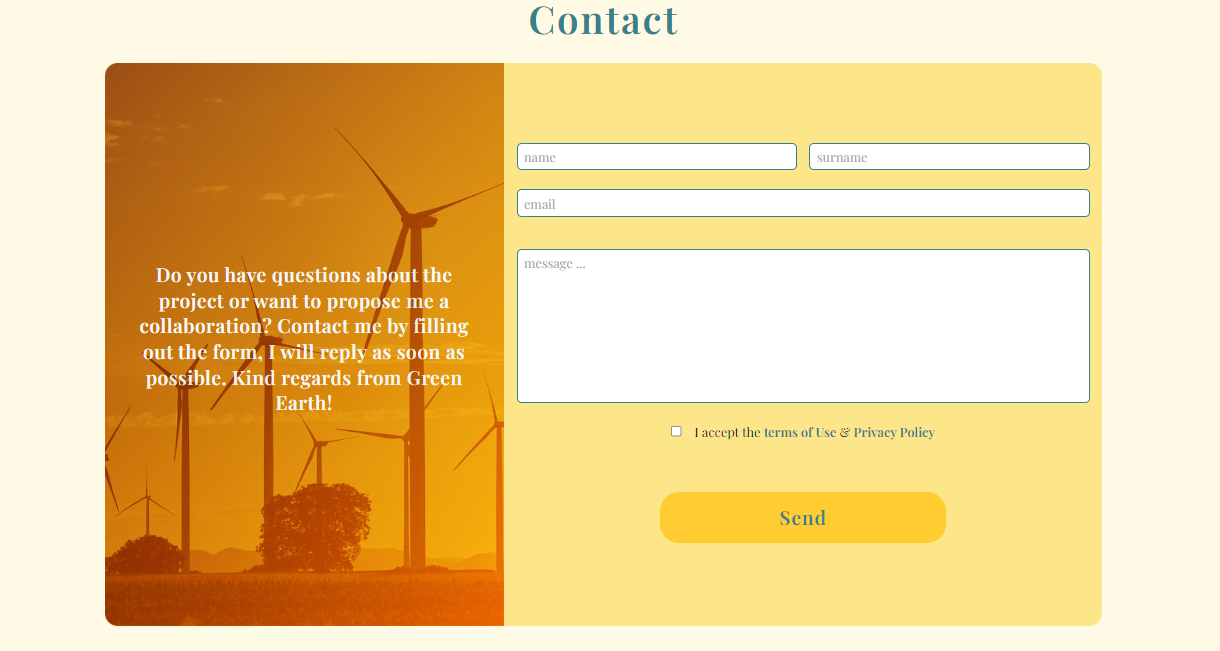 Contact
Do you have questions about the
project or want to propose me a
collaboration? Contact me by filling
out the form, I will reply as soon as
possible. Kind regards from Green
Earth!
name
surname
email
message ...
I accept the terms of Use & Privacy Policy
Send